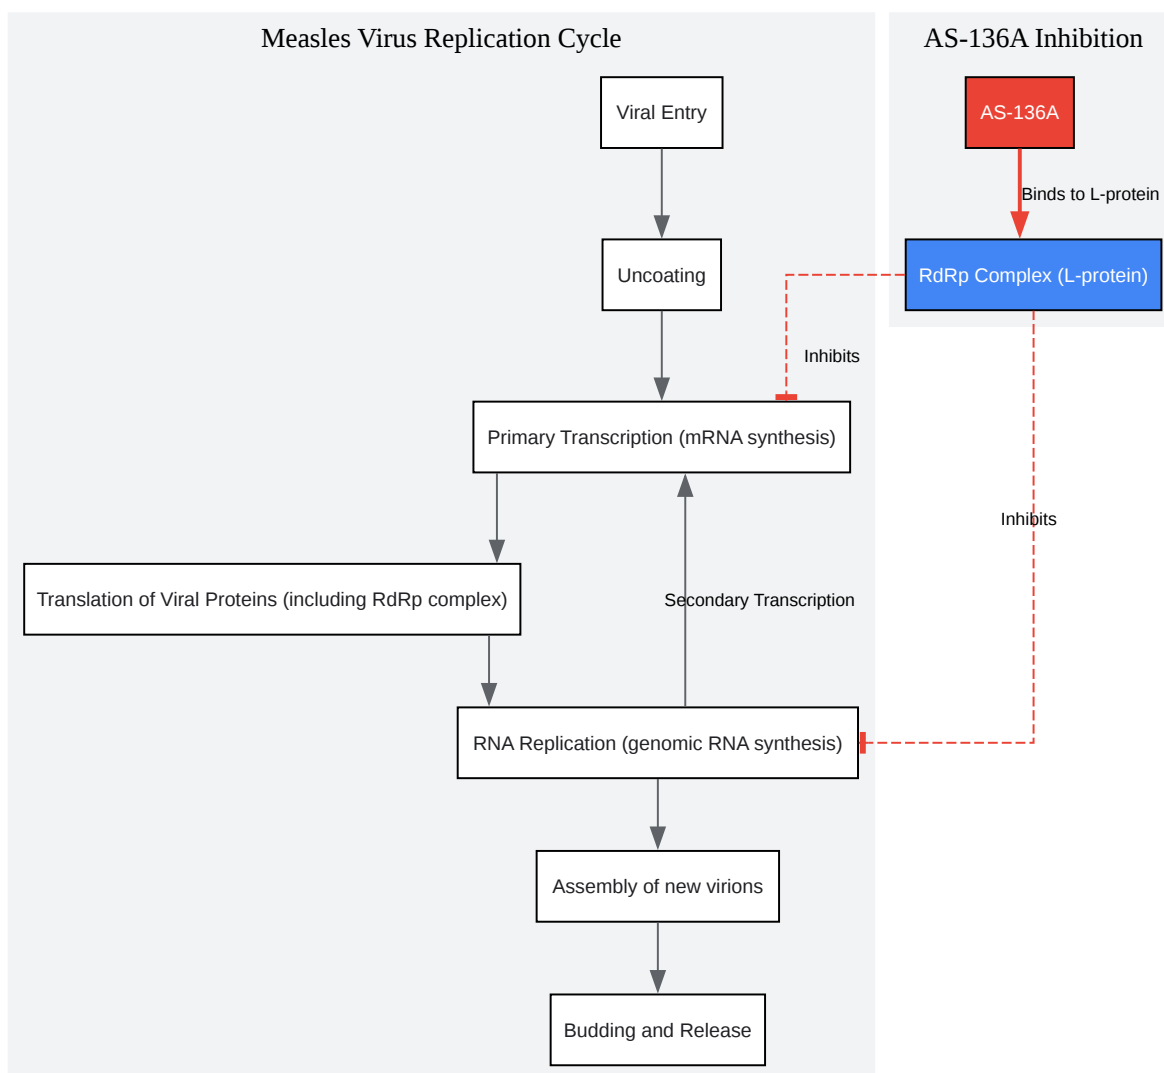 Measles Virus Replication Cycle
AS-136A Inhibition
Viral Entry
AS-136A
Binds to L-protein
Uncoating
RdRp Complex (L-protein)
Inhibits
Primary Transcription (mRNA synthesis)
Inhibits
Translation of Viral Proteins (including RdRp complex)
Secondary Transcription
RNA Replication (genomic RNA synthesis)
Assembly of new virions
Budding and Release